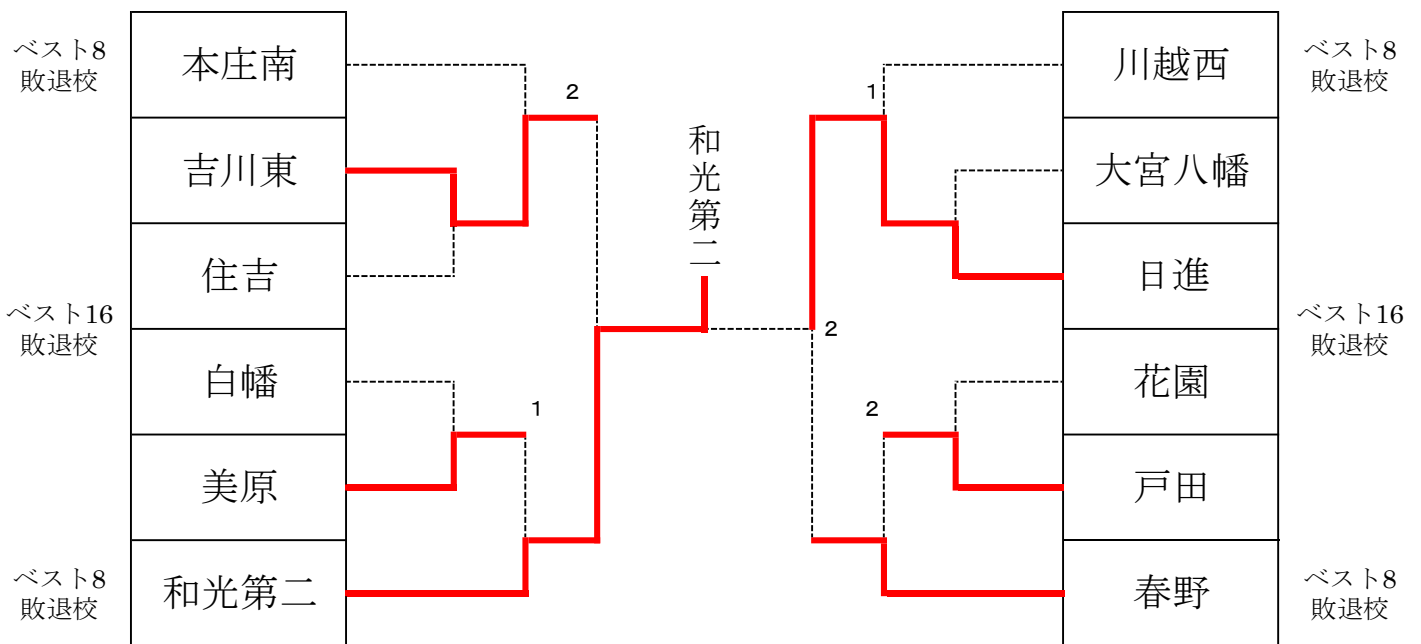 ベスト8
敗退校
本庄南
吉川東
住吉
ベスト16
敗退校
白幡
美原
ベスト8
敗退校
和光第二
2
1
和光第二
1
2
2
川越西
ベスト8
敗退校
大宮八幡
日進
ベスト16
敗退校
花園
戸田
春野
ベスト8
敗退校